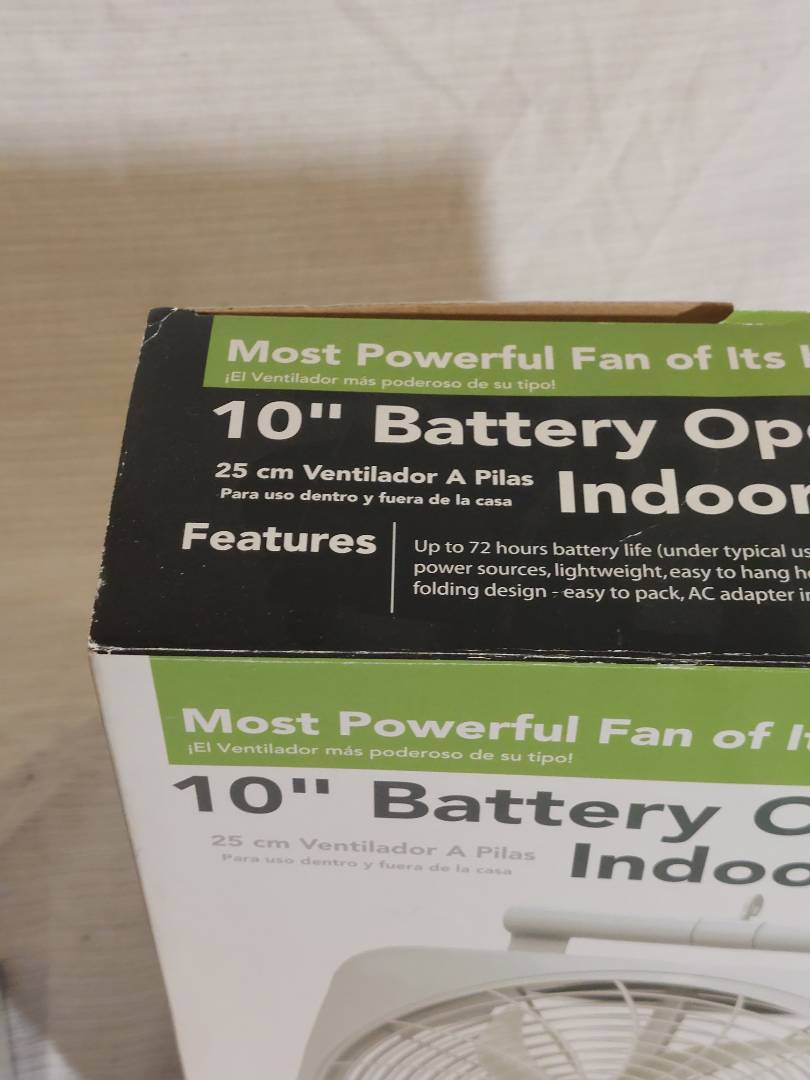 Most Powerful Fan of Its
¡El Ventilador más poderoso de su tipo!
10" Battery Op
25 cm Ventilador A Pilas
Para uso dentro y fuera de la casa
Indoor
Features
Up to 72 hours battery life (under typical us
power sources, lightweight, easy to hang h
folding design - easy to pack, AC adapter in
Most Powerful Fan of It
¡El Ventilador más poderoso de su tipo!
10" Battery O
25 cm Ventilador A Pilas
Para uso dentro y fuera de la casa
Indoo